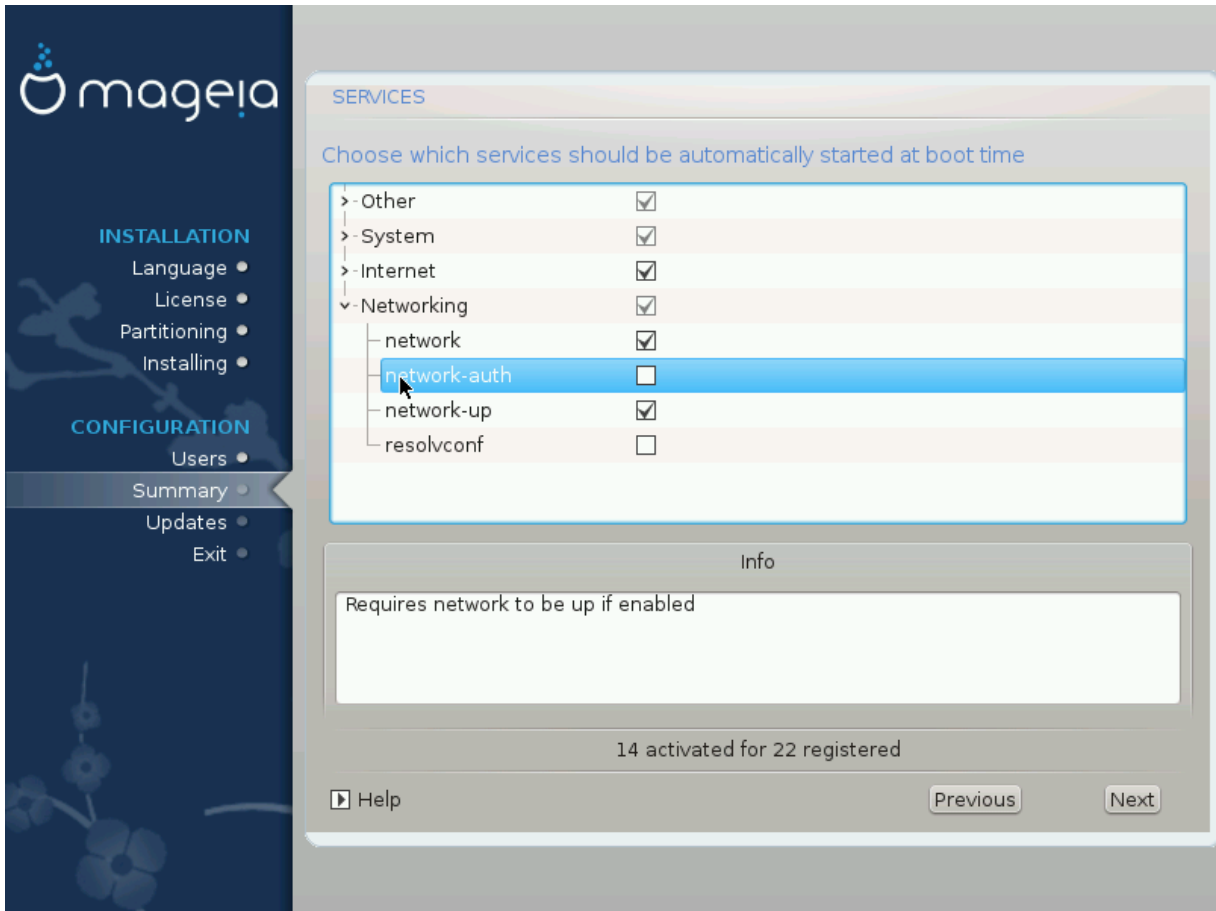 mageia
INSTALLATION
Language
License
Partitioning
Installing
CONFIGURATION
Users
Summary
Updates
Exit
SERVICES
Choose which services should be automatically started at boot time
Other
System
Internet
Networking
network
network-auth
network-up
resolvconf
Info
Requires network to be up if enabled
14 activated for 22 registered
Help
Previous
Next